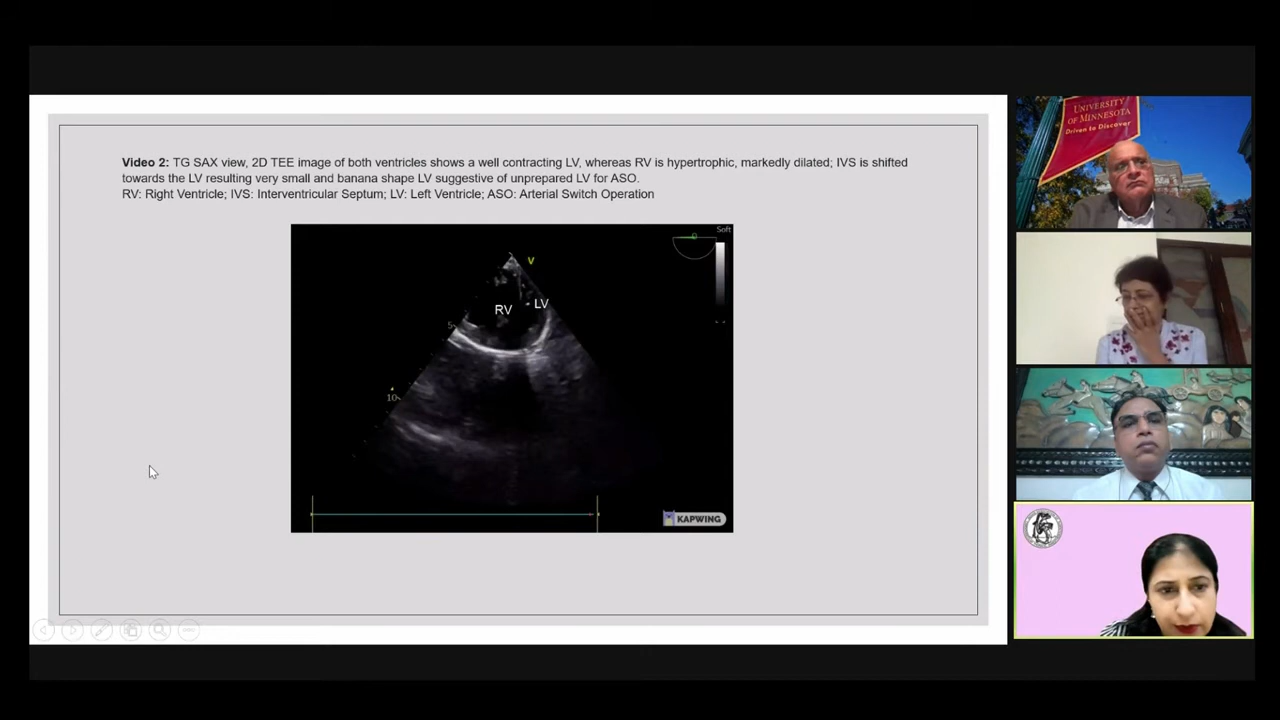 Video 2: TG SAX view, 2D TEE image of both ventricles shows a well contracting LV, whereas RV is hypertrophic, markedly dilated; IVS is shifted
towards the LV resulting very small and banana shape LV suggestive of unprepared LV for ASO.
RV: Right Ventricle; IVS: Interventricular Septum; LV: Left Ventricle; ASO: Arterial Switch Operation
Soft
0
V
RV
LV
5
10
KAPWING
UNIVERSITY
OF MINNESOTA
Driven to Discover